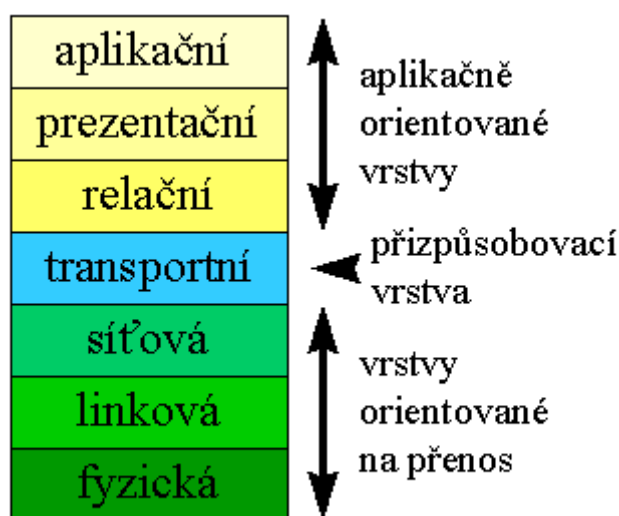 aplikační
prezentační
relační
transportní
síťová
linková
fyzická
aplikačně
orientované
vrstvy
přizpůsobovací
vrstva
vrstvy
orientované
na přenos